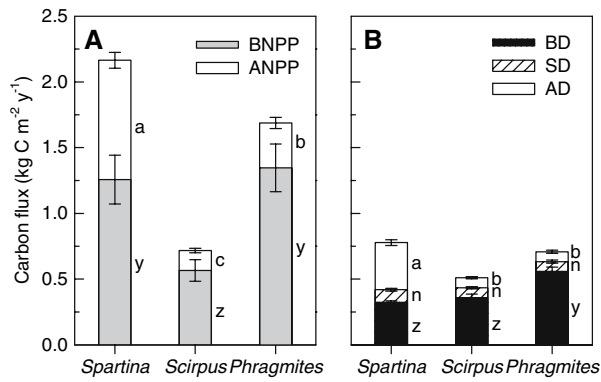 Carbon flux (kg C m-2 y-1)
2.5
2.0
1.5
1.0
0.5
0.0
A
BNPP
ANPP
a
y
c
z
b
y
Spartina Scirpus Phragmites
B
BD
SD
AD
a
n
z
b
n
z
b
n
y
Spartina Scirpus Phragmites